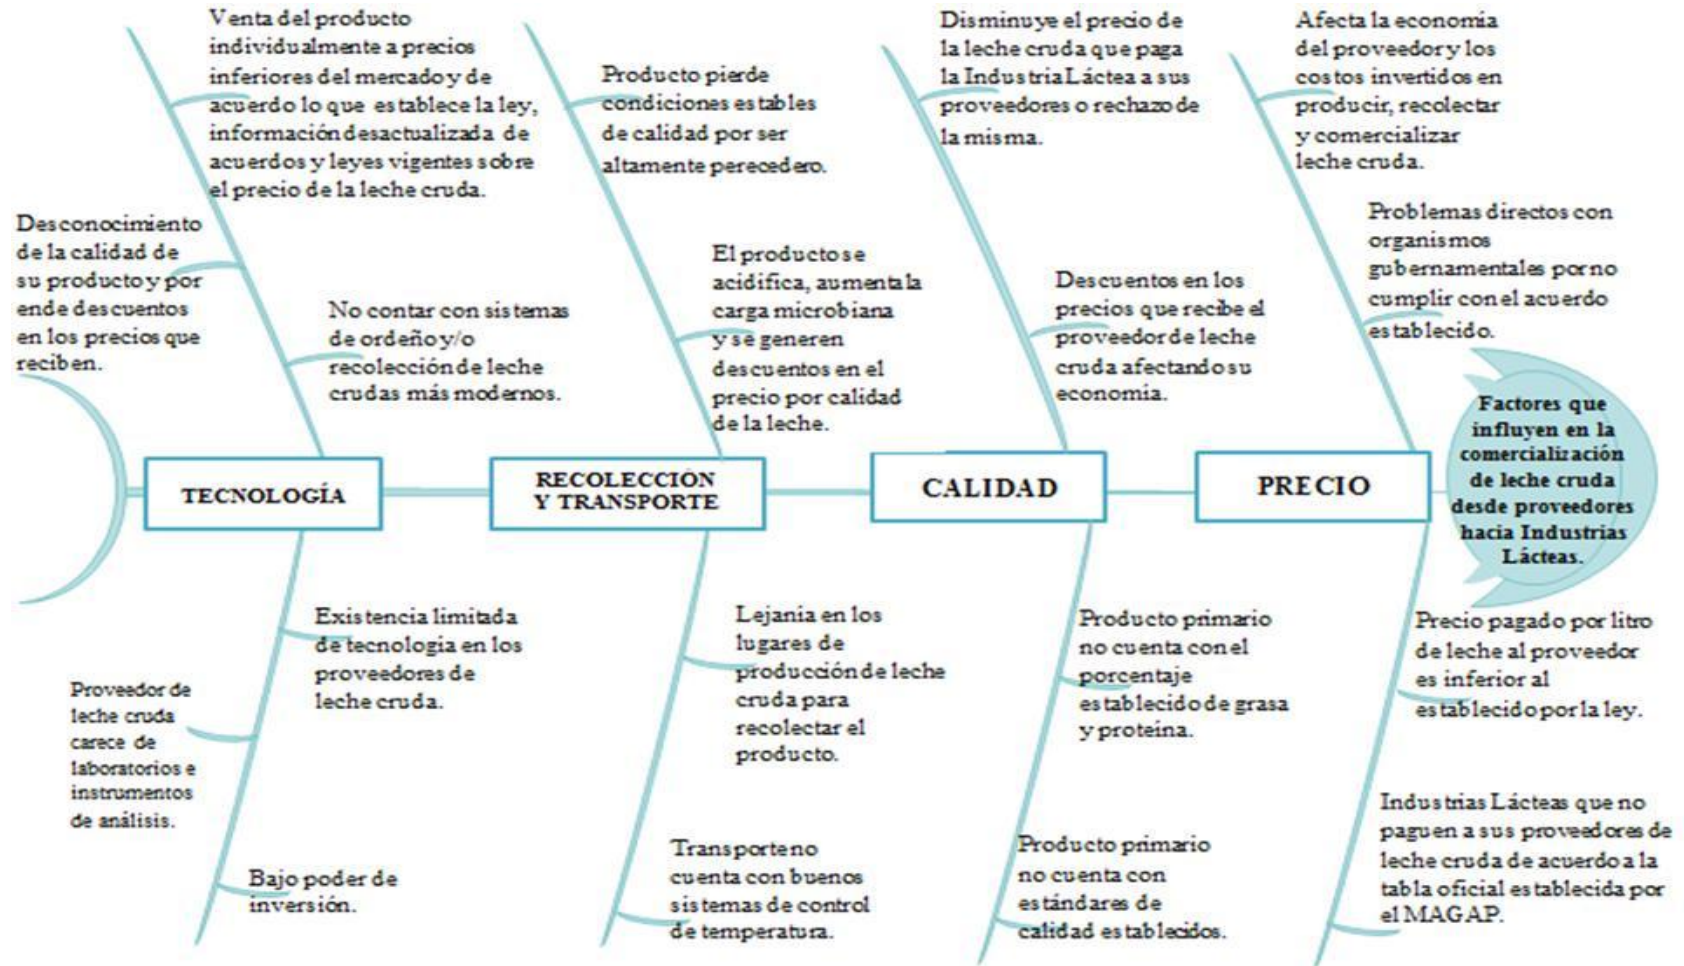 Venta del producto
individualmente a precios
inferiores del mercado y de
acuerdo lo que establece la ley,
información desactualizada de
acuerdos y leyes vigentes sobre
el precio de la leche cruda.
Desconocimiento
de la calidad de
su producto y por
ende descuentos
en los precios que
reciben.
No contar con sistemas
de ordeño y/o
recolección de leche
crudas más modernos.
Producto pierde
condiciones estables
de calidad por ser
altamente perecedero.
El producto se
acidifica, aumenta la
carga microbiana
y se generen
descuentos en el
precio por calidad
de la leche.
Disminuye el precio de
la leche cruda que paga
la Industria Láctea a sus
proveedores o rechazo de
la misma.
Descuentos en los
precios que recibe el
proveedor de leche
cruda afectando su
economía.
Afecta la economía
del proveedor y los
costos invertidos en
producir, recolectar
y comercializar
leche cruda.
Problemas directos con
organismos
gubernamentales por no
cumplir con el acuerdo
establecido.
TECNOLOGÍA
RECOLECCIÓN
Y TRANSPORTE
CALIDAD
PRECIO
Factores que
influyen en la
comercialización
de leche cruda
desde proveedores
hacia Industrias
Lácteas.
Existencia limitada
de tecnología en los
proveedores de
leche cruda.
Proveedor de
leche cruda
carece de
laboratorios e
instrumentos
de análisis.
Bajo poder de
inversión.
Lejanía en los
lugares de
producción de leche
cruda para
recolectar el
producto.
Transporte no
cuenta con buenos
sistemas de control
de temperatura.
Producto primario
no cuenta con el
porcentaje
establecido de grasa
y proteína.
Producto primario
no cuenta con
estándares de
calidad establecidos.
Precio pagado por litro
de leche al proveedor
es inferior al
establecido por la ley.
Industrias Lácteas que no
paguen a sus proveedores de
leche cruda de acuerdo a la
tabla oficial establecida por
el MAGAP.